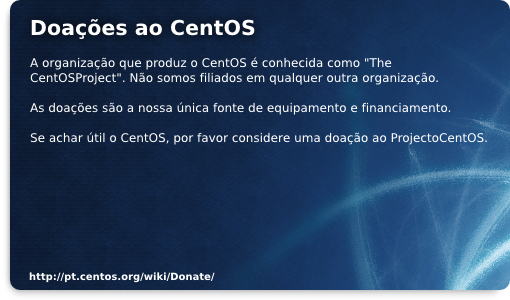 Doações ao CentOS
A organização que produz o CentOS é conhecida como "The
CentOSProject". Não somos filiados em qualquer outra organização.
As doações são a nossa única fonte de equipamento e financiamento.
Se achar útil o CentOS, por favor considere uma doação ao ProjectoCentOS.
http://pt.centos.org/wiki/Donate/